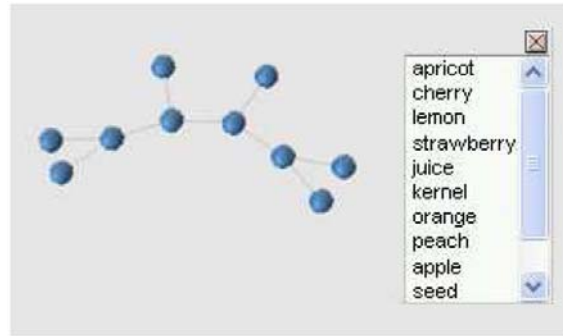 apricot
cherry
lemon
strawberry
juice
kernel
orange
peach
apple
seed